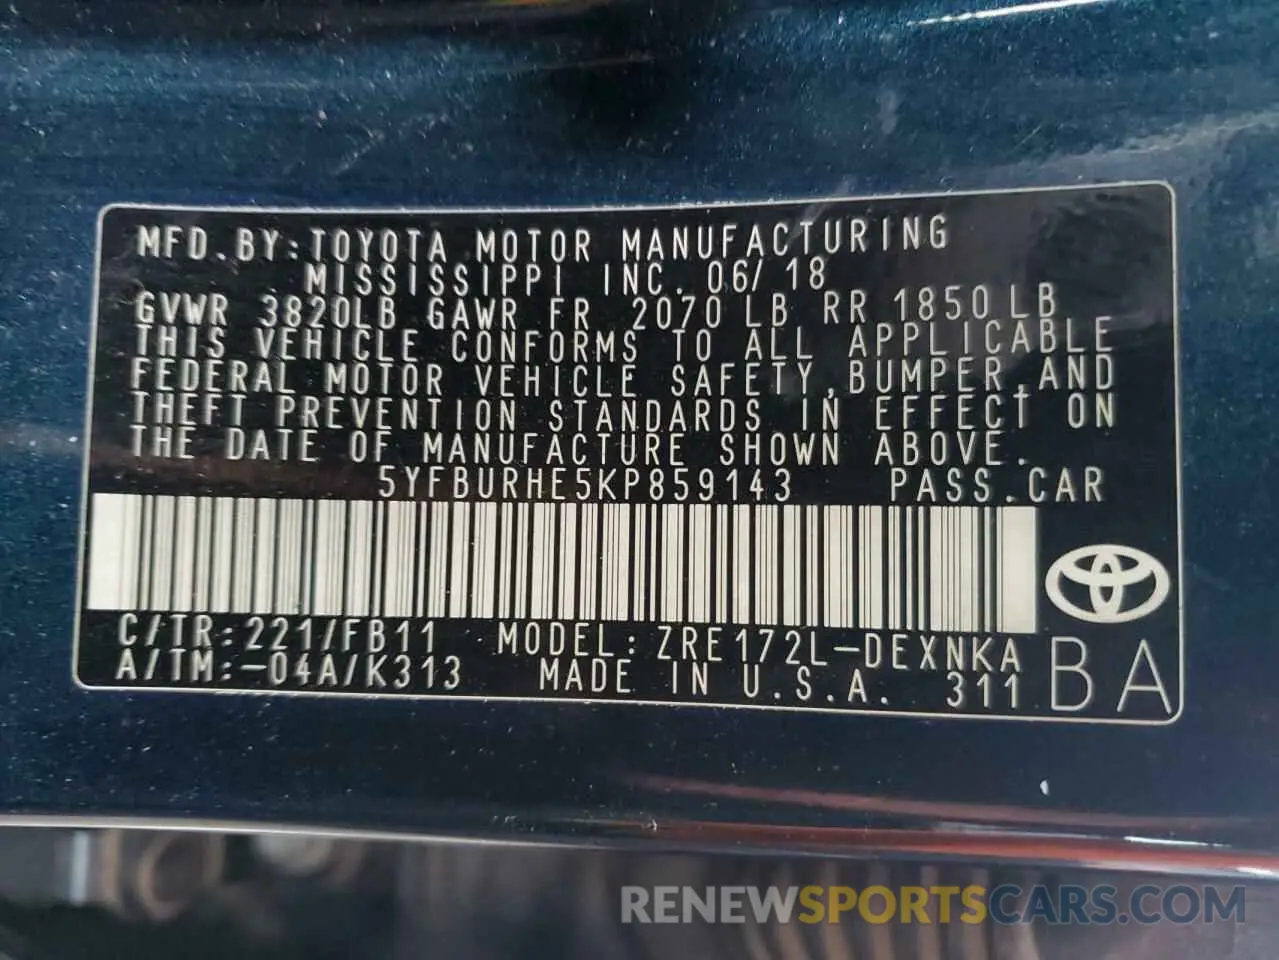 MFD.BY:TOYOTA MOTOR MANUFACTURING
MISSISSIPPI INC. 06/18
GVWR 3820LB GAWR FR 2070 LB RR 1850LB
THIS VEHICLE CONFORMS TO ALL APPLICABLE
FEDERAL MOTOR VEHICLE SAFETY,BUMPER,AND
THEFT PREVENTION STANDARDS IN EFFECT ON
THE DATE OF MANUFACTURE SHOWN ABOVE.
5YFBURHE5KP859143 PASS.CAR
C/TR:221/FB11 MODEL:ZRE172L-DEXNKA
A/TM:-04A/K313 MADE IN U.S.A. 311
BA
RENEWSPORTSCARS.COM